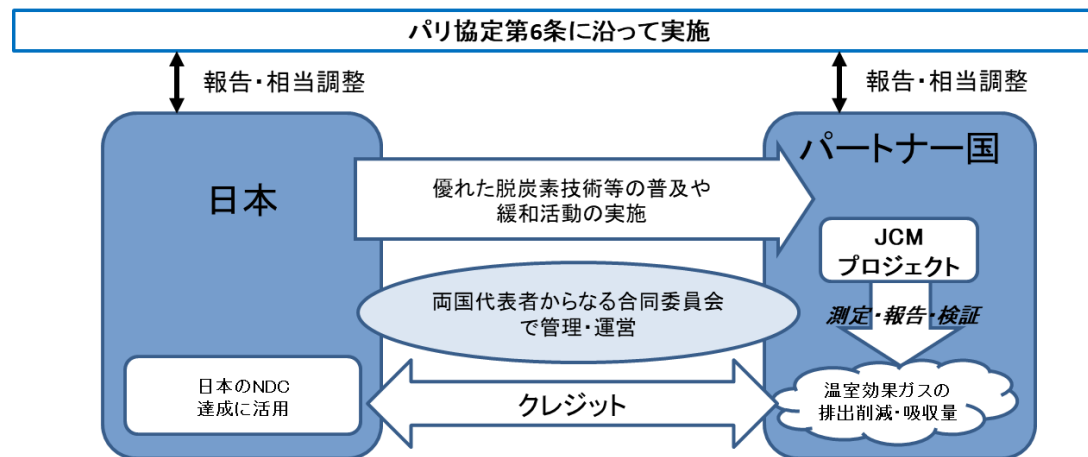 パリ協定第6条に沿って実施
報告・相当調整
報告・相当調整
日本
パートナー国
優れた脱炭素技術等の普及や
緩和活動の実施
JCM
プロジェクト
両国代表者からなる合同委員会
で管理・運営
測定・報告・検証
日本のNDC
達成に活用
クレジット
温室効果ガスの
排出削減・吸収量